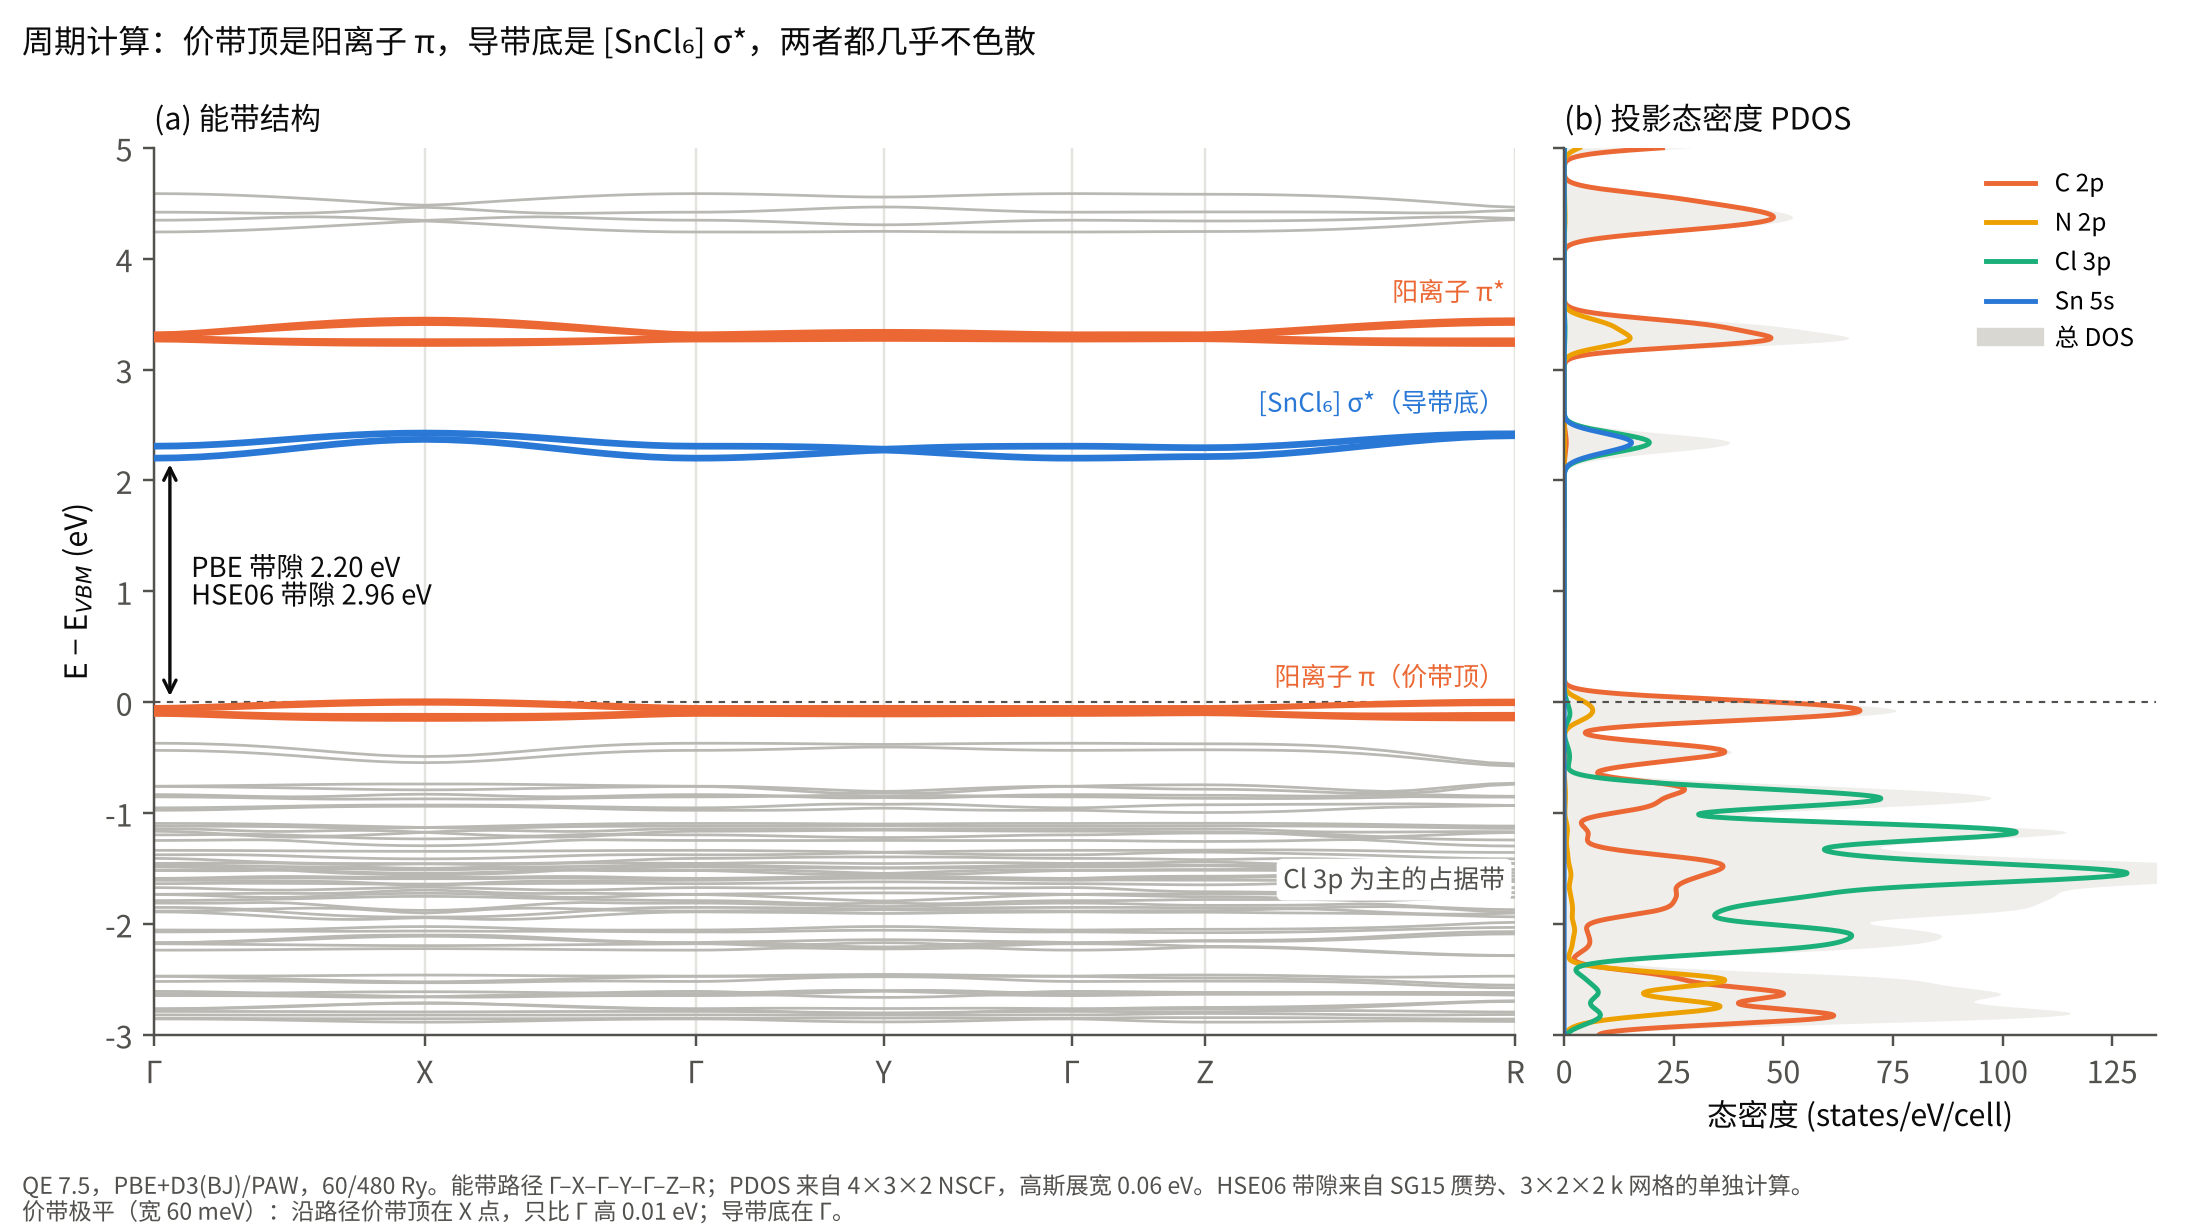 周期计算：价带顶是阳离子 π，导带底是 [SnCl₆] σ*，两者都几乎不色散
(a) 能带结构
(b) 投影态密度 PDOS
5
4
3
2
1
0
-1
-2
-3
E − E_VBM (eV)
阳离子 π*
[SnCl₆] σ*（导带底）
PBE 带隙 2.20 eV
HSE06 带隙 2.96 eV
阳离子 π（价带顶）
Cl 3p 为主的占据带
Γ X Γ Y Γ Z R
C 2p
N 2p
Cl 3p
Sn 5s
总 DOS
0 25 50 75 100 125
态密度 (states/eV/cell)
QE 7.5，PBE+D3(BJ)/PAW，60/480 Ry。能带路径 Γ–X–Γ–Y–Γ–Z–R；PDOS 来自 4×3×2 NSCF，高斯展宽 0.06 eV。HSE06 带隙来自 SG15 赝势、3×2×2 k 网格的单独计算。
价带极平（宽 60 meV）：沿路径价带顶在 X 点，只比 Γ 高 0.01 eV；导带底在 Γ。